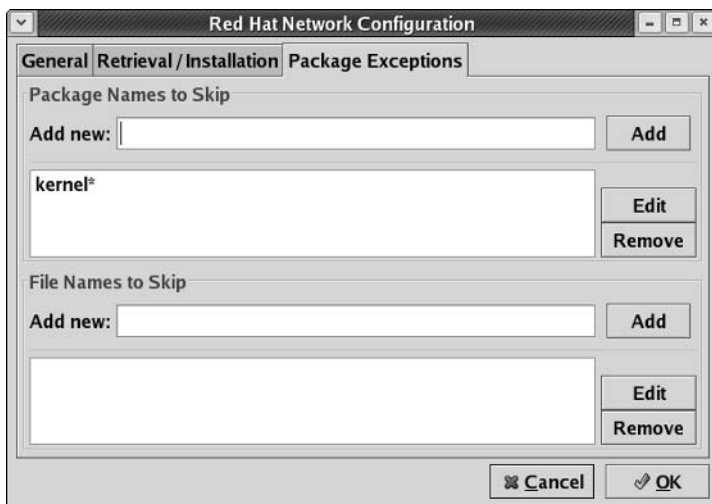 Red Hat Network Configuration
General Retrieval / Installation Package Exceptions
Package Names to Skip
Add new: Add
kernel*
Edit
Remove
File Names to Skip
Add new: Add
Edit
Remove
Cancel OK